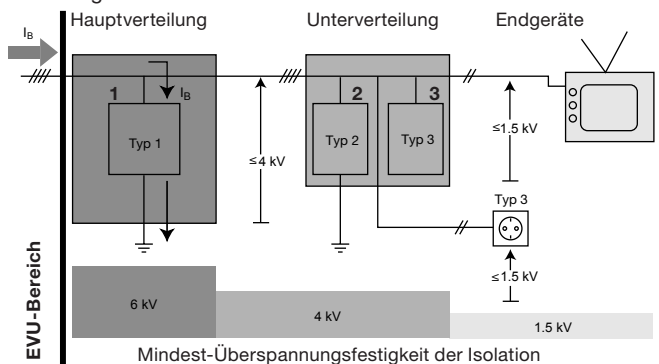 Hauptverteilung
Unterverteilung
Endgeräte
IB
1
IB
2
3
Typ 1
≤4 kV
Typ 2
Typ 3
≤1.5 kV
Typ 3
≤1.5 kV
EVU-Bereich
6 kV
4 kV
1.5 kV
Mindest-Überspannungsfestigkeit der Isolation